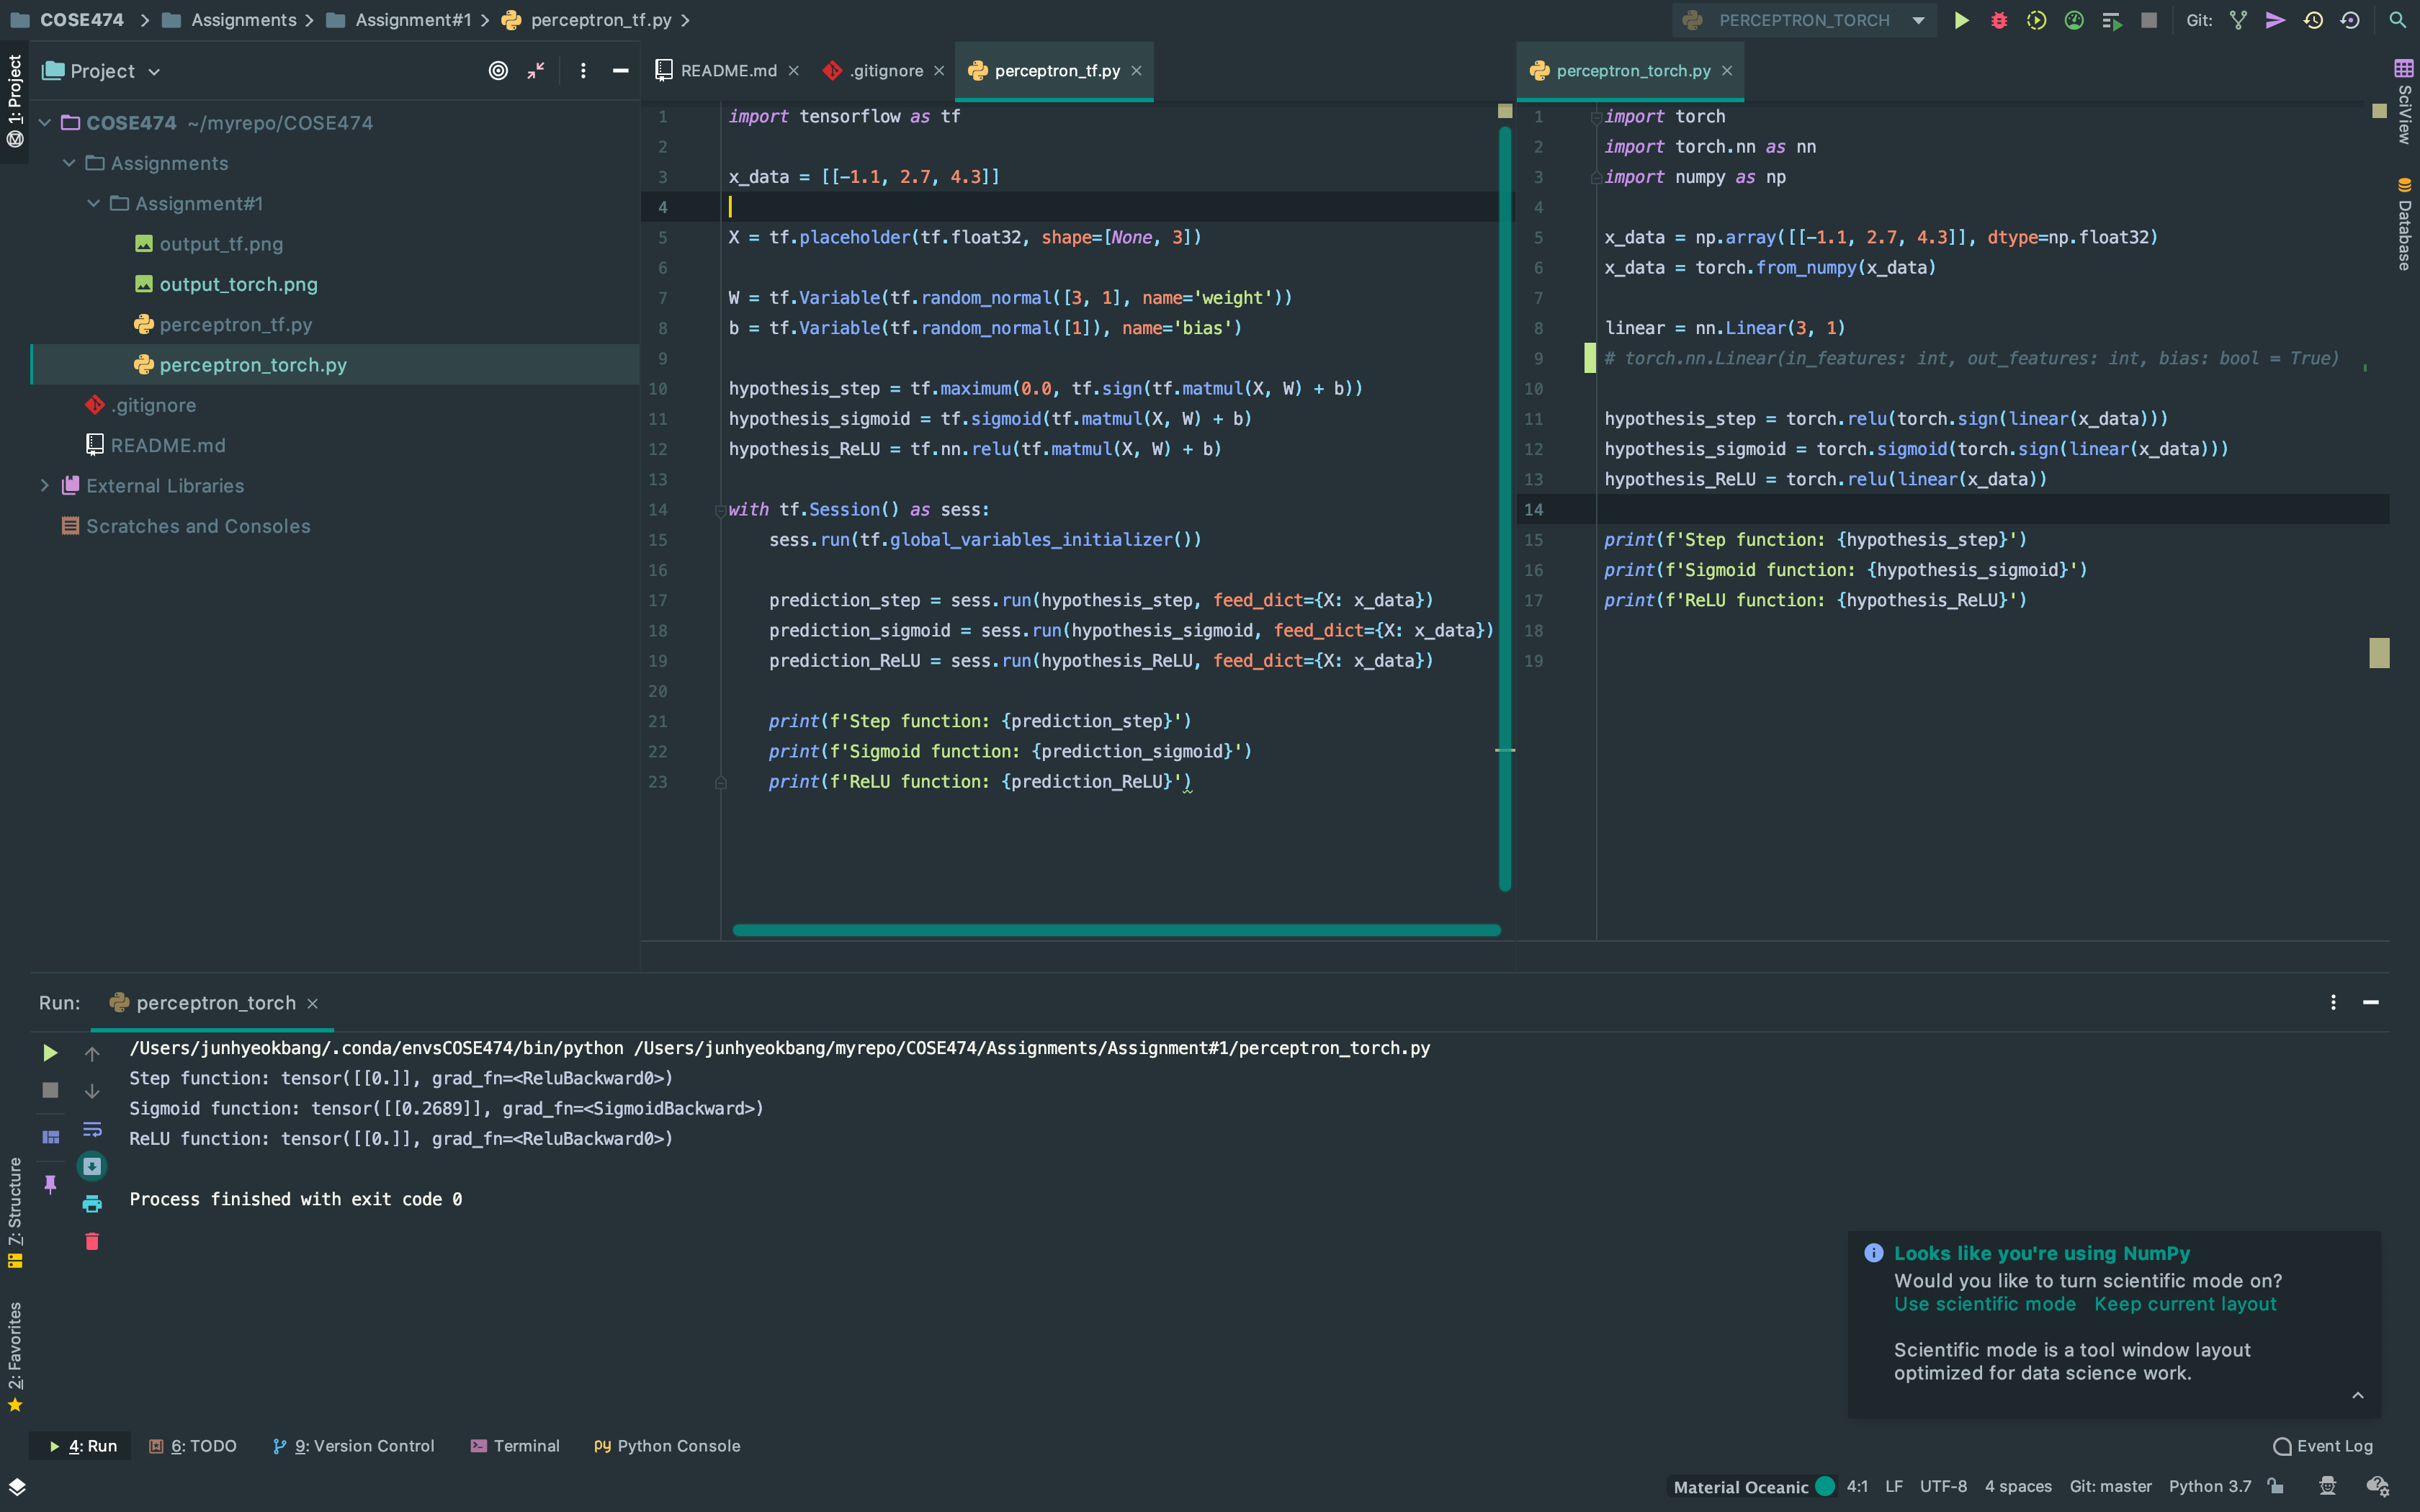 COSE474 Assignments Assignment#1 perceptron_tf.py
PERCEPTRON_TORCH Git:
1: Project
Project
COSE474 ~/myrepo/COSE474
Assignments
Assignment#1
output_tf.png
output_torch.png
perceptron_tf.py
perceptron_torch.py
.gitignore
README.md
External Libraries
Scratches and Consoles
README.md .gitignore perceptron_tf.py
1 import tensorflow as tf
2
3 x_data = [[-1.1, 2.7, 4.3]]
4
5 X = tf.placeholder(tf.float32, shape=[None, 3])
6
7 W = tf.Variable(tf.random_normal([3, 1], name='weight'))
8 b = tf.Variable(tf.random_normal([1]), name='bias')
9
10 hypothesis_step = tf.maximum(0.0, tf.sign(tf.matmul(X, W) + b))
11 hypothesis_sigmoid = tf.sigmoid(tf.matmul(X, W) + b)
12 hypothesis_ReLU = tf.nn.relu(tf.matmul(X, W) + b)
13
14 with tf.Session() as sess:
15     sess.run(tf.global_variables_initializer())
16
17     prediction_step = sess.run(hypothesis_step, feed_dict={X: x_data})
18     prediction_sigmoid = sess.run(hypothesis_sigmoid, feed_dict={X: x_data})
19     prediction_ReLU = sess.run(hypothesis_ReLU, feed_dict={X: x_data})
20
21     print(f'Step function: {prediction_step}')
22     print(f'Sigmoid function: {prediction_sigmoid}')
23     print(f'ReLU function: {prediction_ReLU}')
perceptron_torch.py
1 import torch
2 import torch.nn as nn
3 import numpy as np
4
5 x_data = np.array([[-1.1, 2.7, 4.3]], dtype=np.float32)
6 x_data = torch.from_numpy(x_data)
7
8 linear = nn.Linear(3, 1)
9 # torch.nn.Linear(in_features: int, out_features: int, bias: bool = True)
10
11 hypothesis_step = torch.relu(torch.sign(linear(x_data)))
12 hypothesis_sigmoid = torch.sigmoid(torch.sign(linear(x_data)))
13 hypothesis_ReLU = torch.relu(linear(x_data))
14
15 print(f'Step function: {hypothesis_step}')
16 print(f'Sigmoid function: {hypothesis_sigmoid}')
17 print(f'ReLU function: {hypothesis_ReLU}')
18
19
SciView
Database
Run: perceptron_torch
/Users/junhyeokbang/.conda/envsCOSE474/bin/python /Users/junhyeokbang/myrepo/COSE474/Assignments/Assignment#1/perceptron_torch.py
Step function: tensor([[0.]], grad_fn=<ReluBackward0>)
Sigmoid function: tensor([[0.2689]], grad_fn=<SigmoidBackward>)
ReLU function: tensor([[0.]], grad_fn=<ReluBackward0>)
Process finished with exit code 0
7: Structure
2: Favorites
Looks like you're using NumPy
Would you like to turn scientific mode on?
Use scientific mode Keep current layout
Scientific mode is a tool window layout
optimized for data science work.
4: Run 6: TODO 9: Version Control Terminal Python Console Event Log
Material Oceanic 4:1 LF UTF-8 4 spaces Git: master Python 3.7